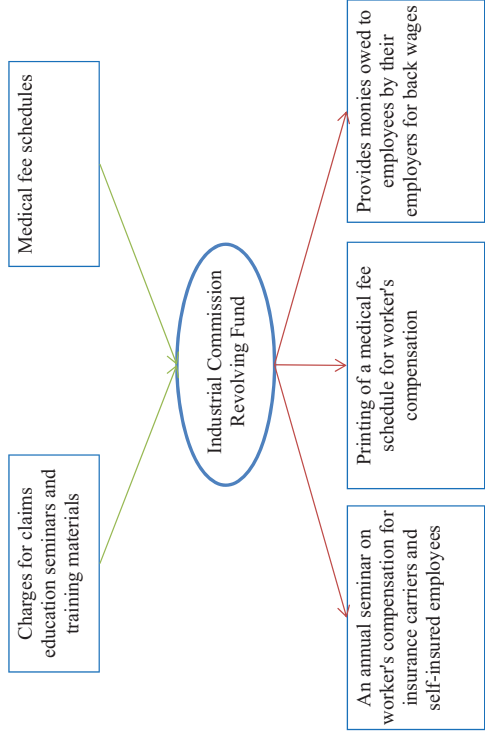 Charges for claims
education seminars and
training materials
Medical fee schedules
Industrial Commission
Revolving Fund
An annual seminar on
worker's compensation for
insurance carriers and
self-insured employees
Printing of a medical fee
schedule for worker's
compensation
Provides monies owed to
employees by their
employers for back wages